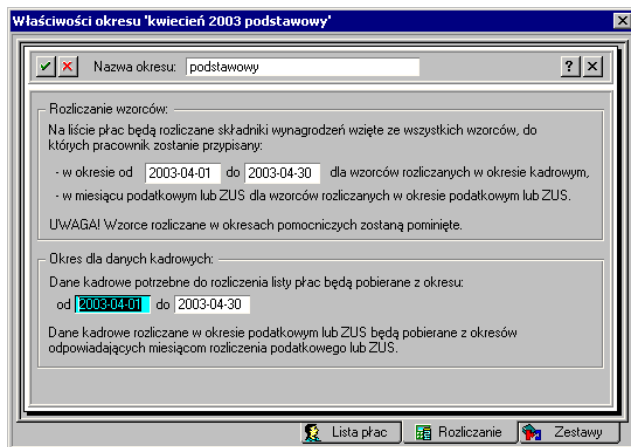 Właściwości okresu 'kwiecień 2003 podstawowy'
Nazwa okresu: podstawowy
Rozliczanie wzorców:
Na liście płac będą rozliczane składniki wynagrodzeń wzięte ze wszystkich wzorców, do
których pracownik zostanie przypisany:
- w okresie od 2003-04-01 do 2003-04-30 dla wzorców rozliczanych w okresie kadrowym,
- w miesiącu podatkowym lub ZUS dla wzorców rozliczanych w okresie podatkowym lub ZUS.
UWAGA! Wzorce rozliczane w okresach pomocniczych zostaną pominięte.
Okres dla danych kadrowych:
Dane kadrowe potrzebne do rozliczenia listy płac będą pobierane z okresu:
od 2003-04-01 do 2003-04-30
Dane kadrowe rozliczane w okresie podatkowym lub ZUS będą pobierane z okresów
odpowiadających miesiącom rozliczenia podatkowego lub ZUS.
Lista płac Rozliczanie Zestawy